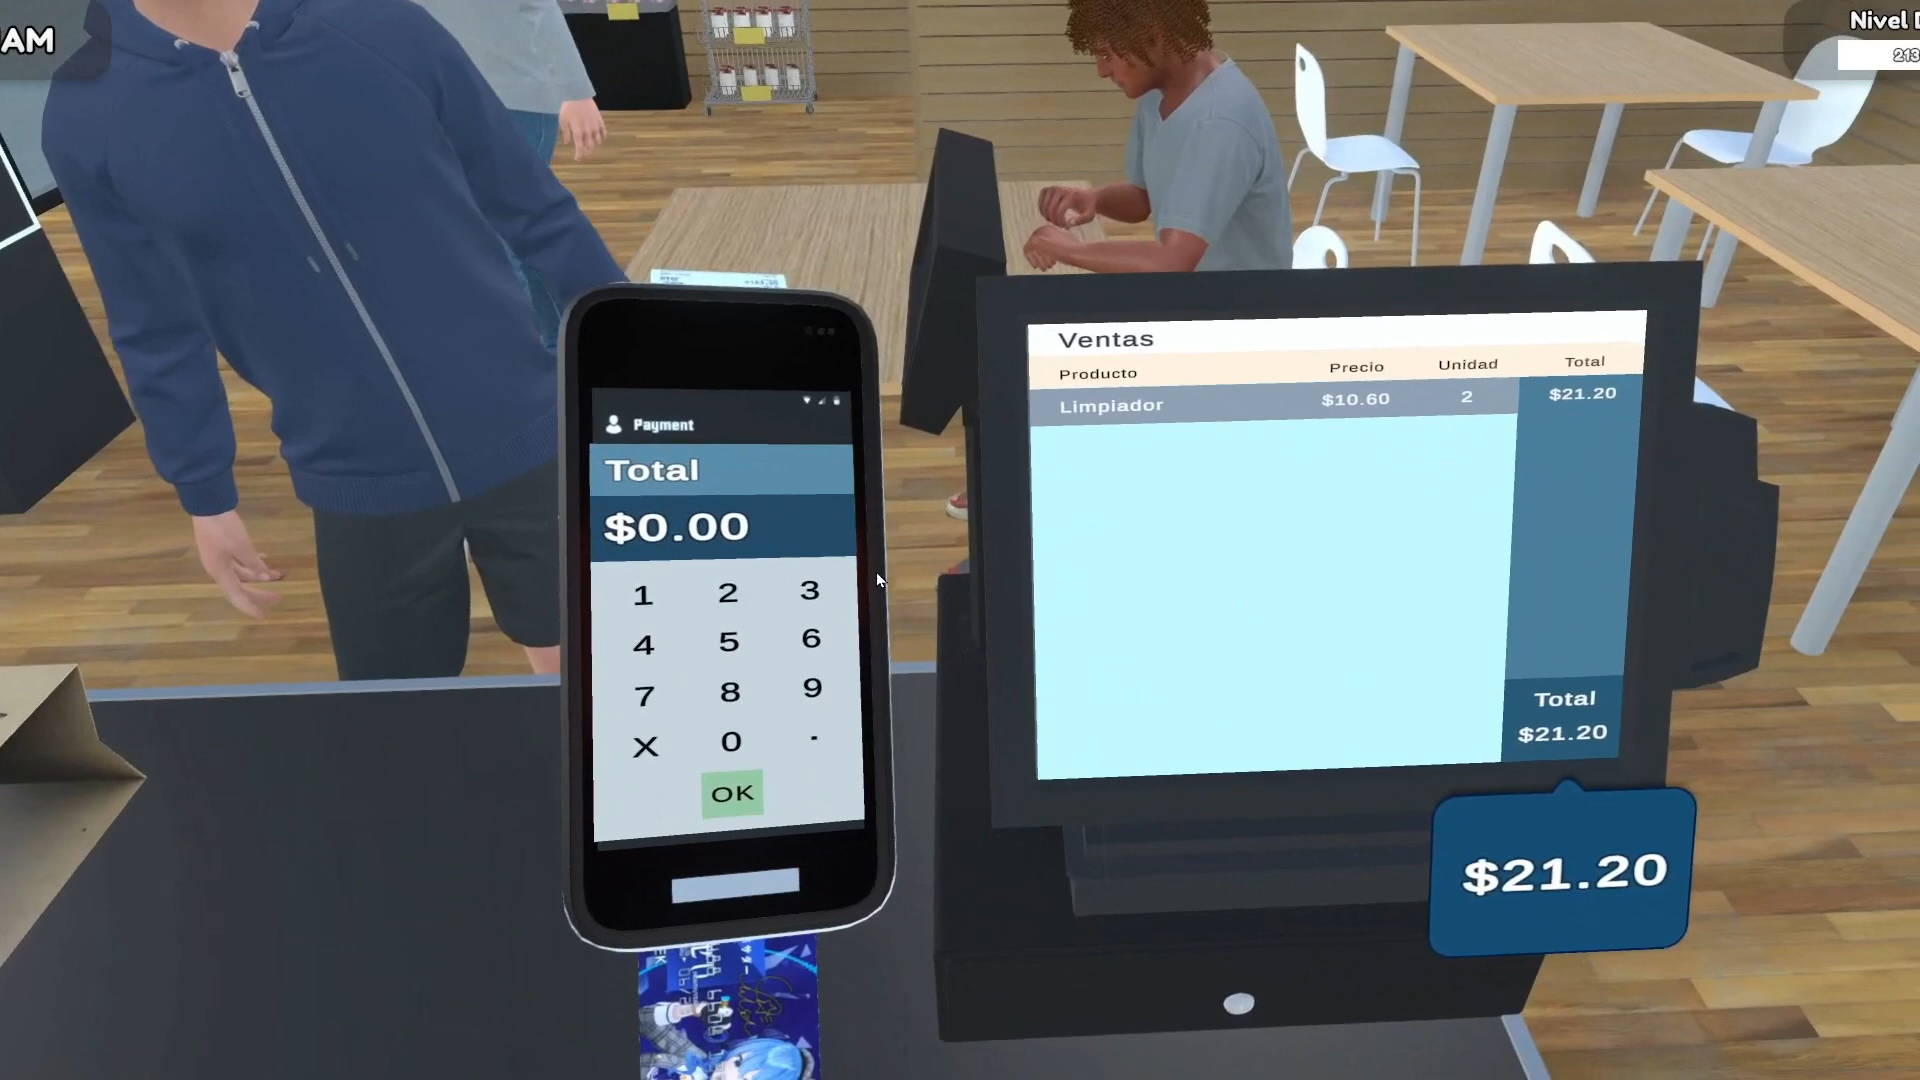 AM
Nivel
213
Payment
Total
$0.00
1 2 3
4 5 6
7 8 9
X 0 .
OK
Ventas
Producto Precio Unidad Total
Limpiador $10.60 2 $21.20
Total
$21.20
$21.20